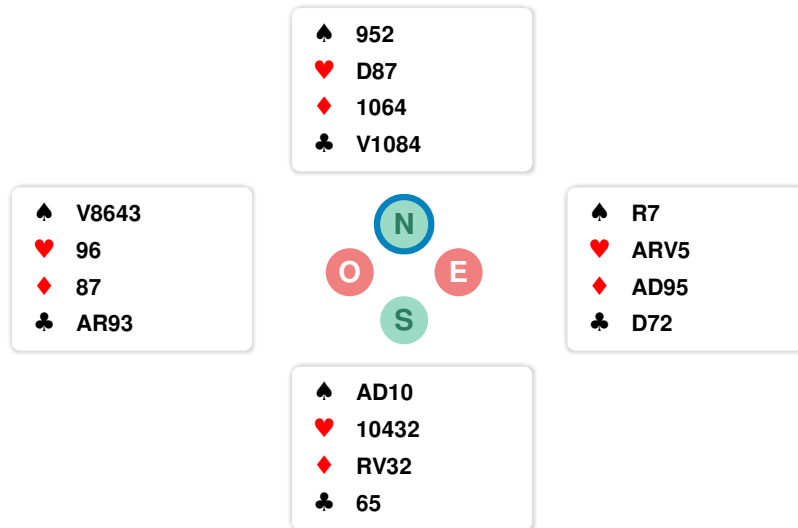 ♠ 952
♥ D87
♦ 1064
♣ V1084
♠ V8643
♥ 96
♦ 87
♣ AR93
N
O E
S
♠ R7
♥ ARV5
♦ AD95
♣ D72
♠ AD10
♥ 10432
♦ RV32
♣ 65